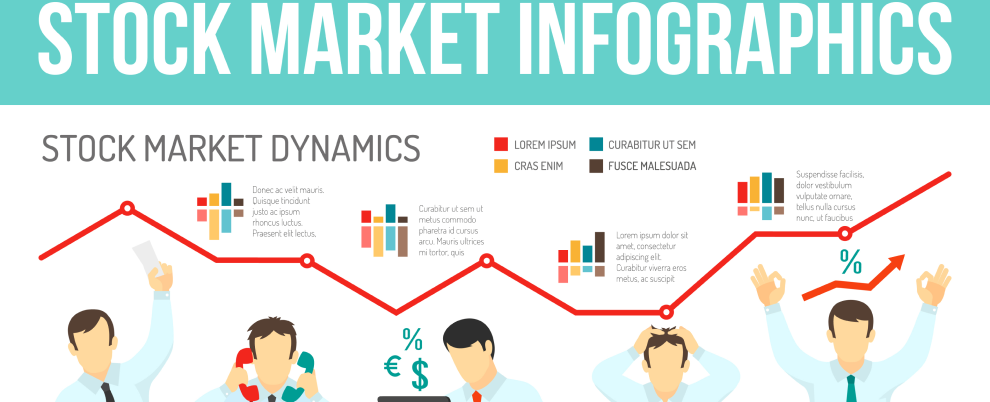 STOCK MARKET INFOGRAPHICS
STOCK MARKET DYNAMICS
LOREM IPSUM
CURABITUR UT SEM
CRAS ENIM
FUSCE MALESUADA
Donec ac velit mauris.
Quisque tincidunt
justo ac ipsum
rhoncus luctus.
Praesent elit lectus,
Curabitur ut sem ut
metus commodo
pharetra id cursus
arcu. Mauris ultrices
mi tortor, quis
Lorem ipsum dolor sit
amet, consectetur
adipiscing elit.
Curabitur viverra eros
metus, ac suscipit
Suspendisse facilisis,
dolor vestibulum
vulputate ornare,
tellus nulla cursus
nunc, ut faucibus
%
€ $
%